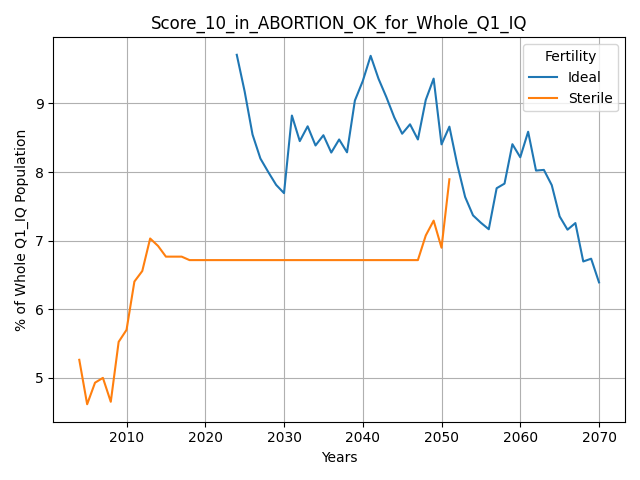 Score_10_in_ABORTION_OK_for_Whole_Q1_IQ
Fertility
Ideal
Sterile
% of Whole Q1_IQ Population
9
8
7
6
5
2010 2020 2030 2040 2050 2060 2070
Years